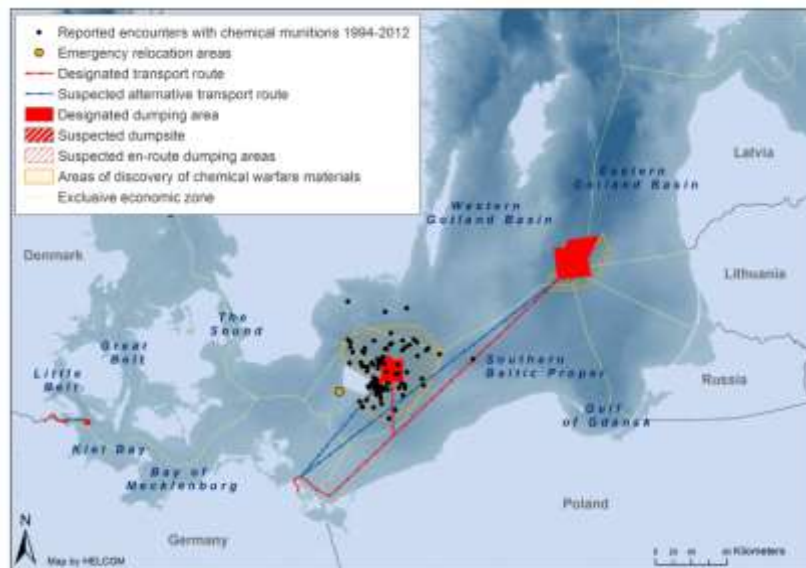 Reported encounters with chemical munitions 1994-2012
Emergency relocation areas
Designated transport route
Suspected alternative transport route
Designated dumping area
Suspected dumpsite
Suspected en-route dumping areas
Areas of discovery of chemical warfare materials
Exclusive economic zone
Latvia
Eastern
Gotland Basin
Western
Gotland Basin
Denmark
Lithuania
The
Sound
Great
Belt
Little
Belt
Southern
Baltic Proper
Russia
Gulf
of Gdańsk
Kiel Bay
Bay of
Mecklenburg
Poland
N
Germany
Map by HELCOM
Kilometers